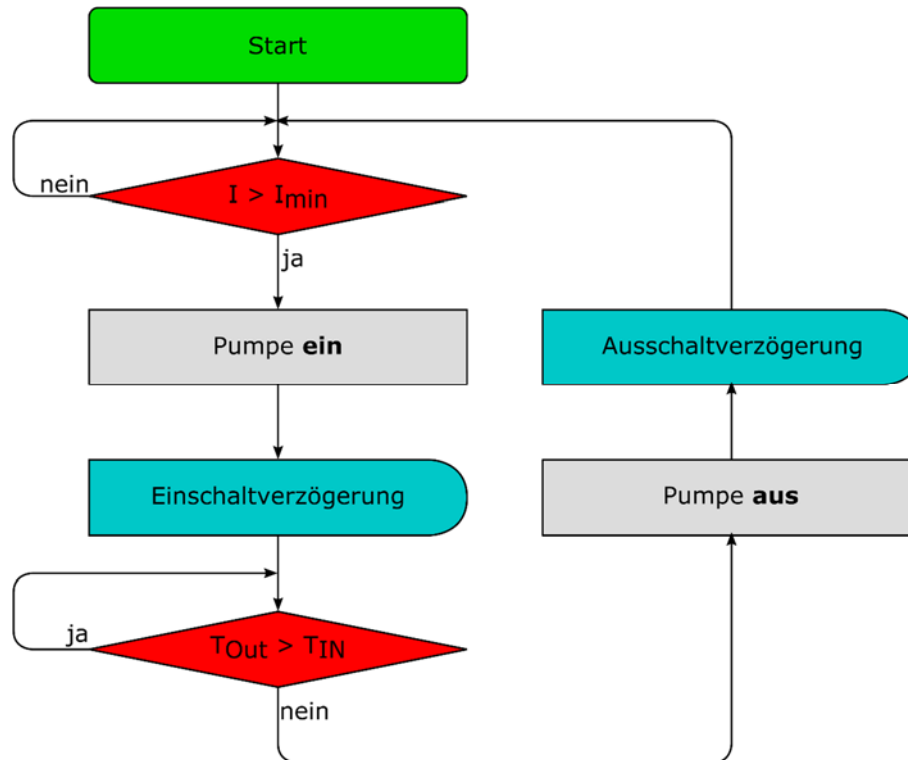 Start
nein
I > Imin
ja
Pumpe ein
Ausschaltverzögerung
Einschaltverzögerung
Pumpe aus
ja
TOut > TIN
nein